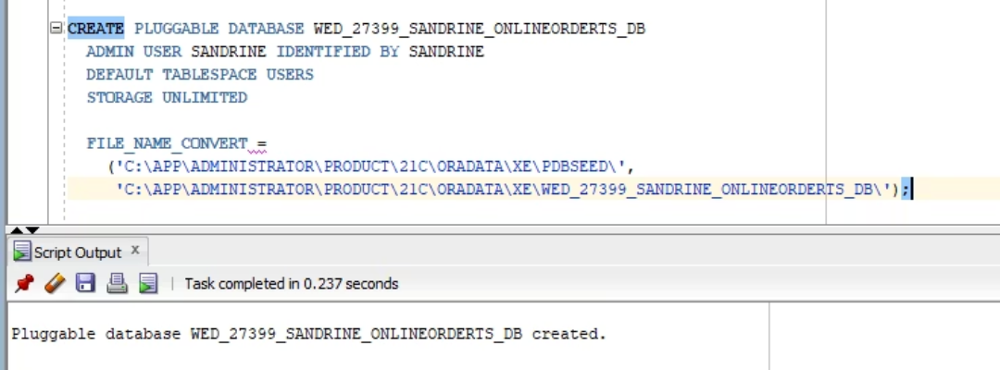 CREATE PLUGGABLE DATABASE WED_27399_SANDRINE_ONLINEORDERTS_DB
ADMIN USER SANDRINE IDENTIFIED BY SANDRINE
DEFAULT TABLESPACE USERS
STORAGE UNLIMITED
FILE_NAME_CONVERT =
('C:\APP\ADMINISTRATOR\PRODUCT\21C\ORADATA\XE\PDBSEED\',
'C:\APP\ADMINISTRATOR\PRODUCT\21C\ORADATA\XE\WED_27399_SANDRINE_ONLINEORDERTS_DB\');
Script Output x
Task completed in 0.237 seconds
Pluggable database WED_27399_SANDRINE_ONLINEORDERTS_DB created.